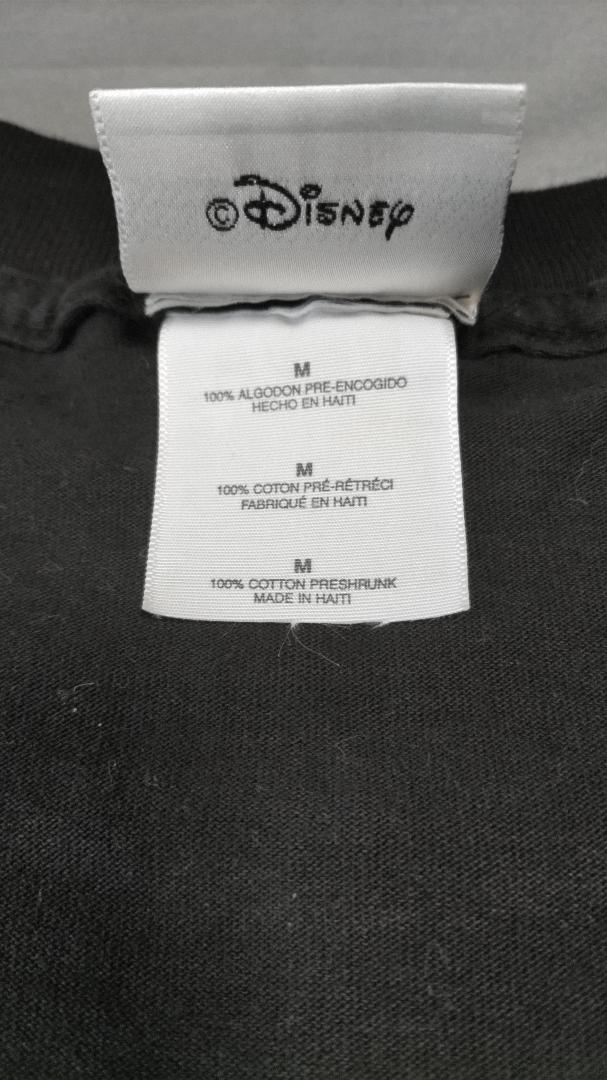 © Disney
M
100% ALGODON PRE-ENCOGIDO
HECHO EN HAITI
M
100% COTON PRÉ-RÉTRÉCI
FABRIQUÉ EN HAITI
M
100% COTTON PRESHRUNK
MADE IN HAITI